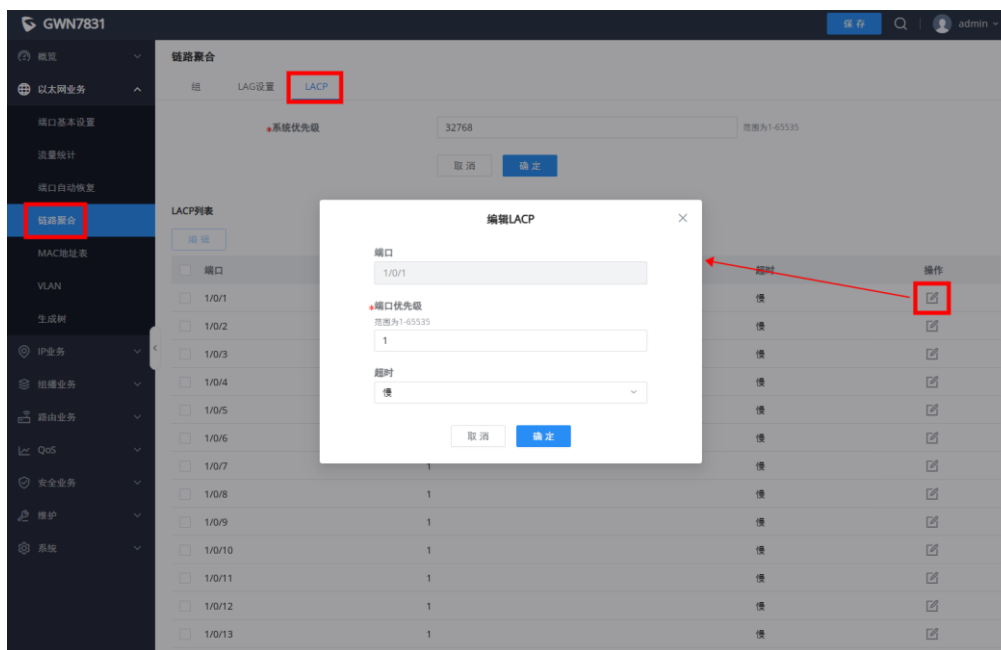 GWN7831
保存
admin
概览
以太网业务
端口基本设置
流量统计
端口自动恢复
链路聚合
MAC地址表
VLAN
生成树
IP业务
组播业务
路由业务
QoS
安全业务
维护
系统
链路聚合
组 LAG设置 LACP
*系统优先级 32768 范围为1-65535
取消 确定
LACP列表
编辑
端口 超时 操作
1/0/1 慢
1/0/2 慢
1/0/3 慢
1/0/4 慢
1/0/5 慢
1/0/6 慢
1/0/7 1 慢
1/0/8 1 慢
1/0/9 1 慢
1/0/10 1 慢
1/0/11 1 慢
1/0/12 1 慢
1/0/13 1 慢
编辑LACP
端口
1/0/1
*端口优先级
范围为1-65535
1
超时
慢
取消 确定